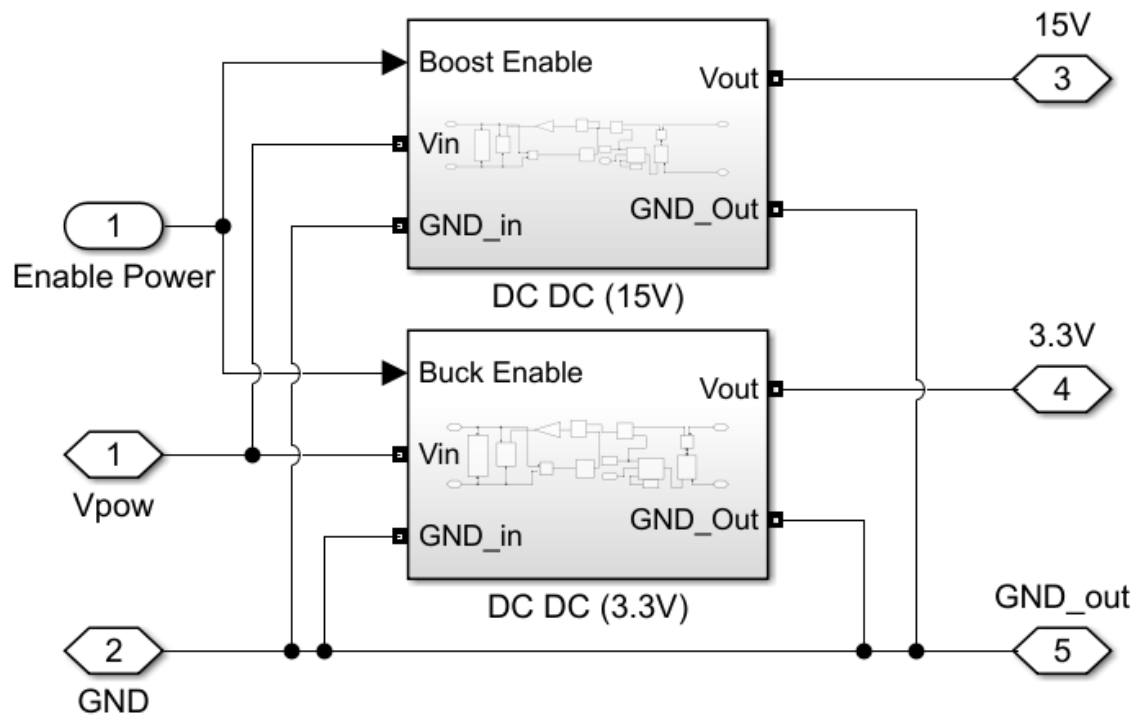 15V
Boost Enable
Vout
3
Vin
1
GND_in
GND_Out
Enable Power
DC DC (15V)
3.3V
Buck Enable
Vout
4
1
Vin
Vpow
GND_in
GND_Out
DC DC (3.3V)
GND_out
2
5
GND